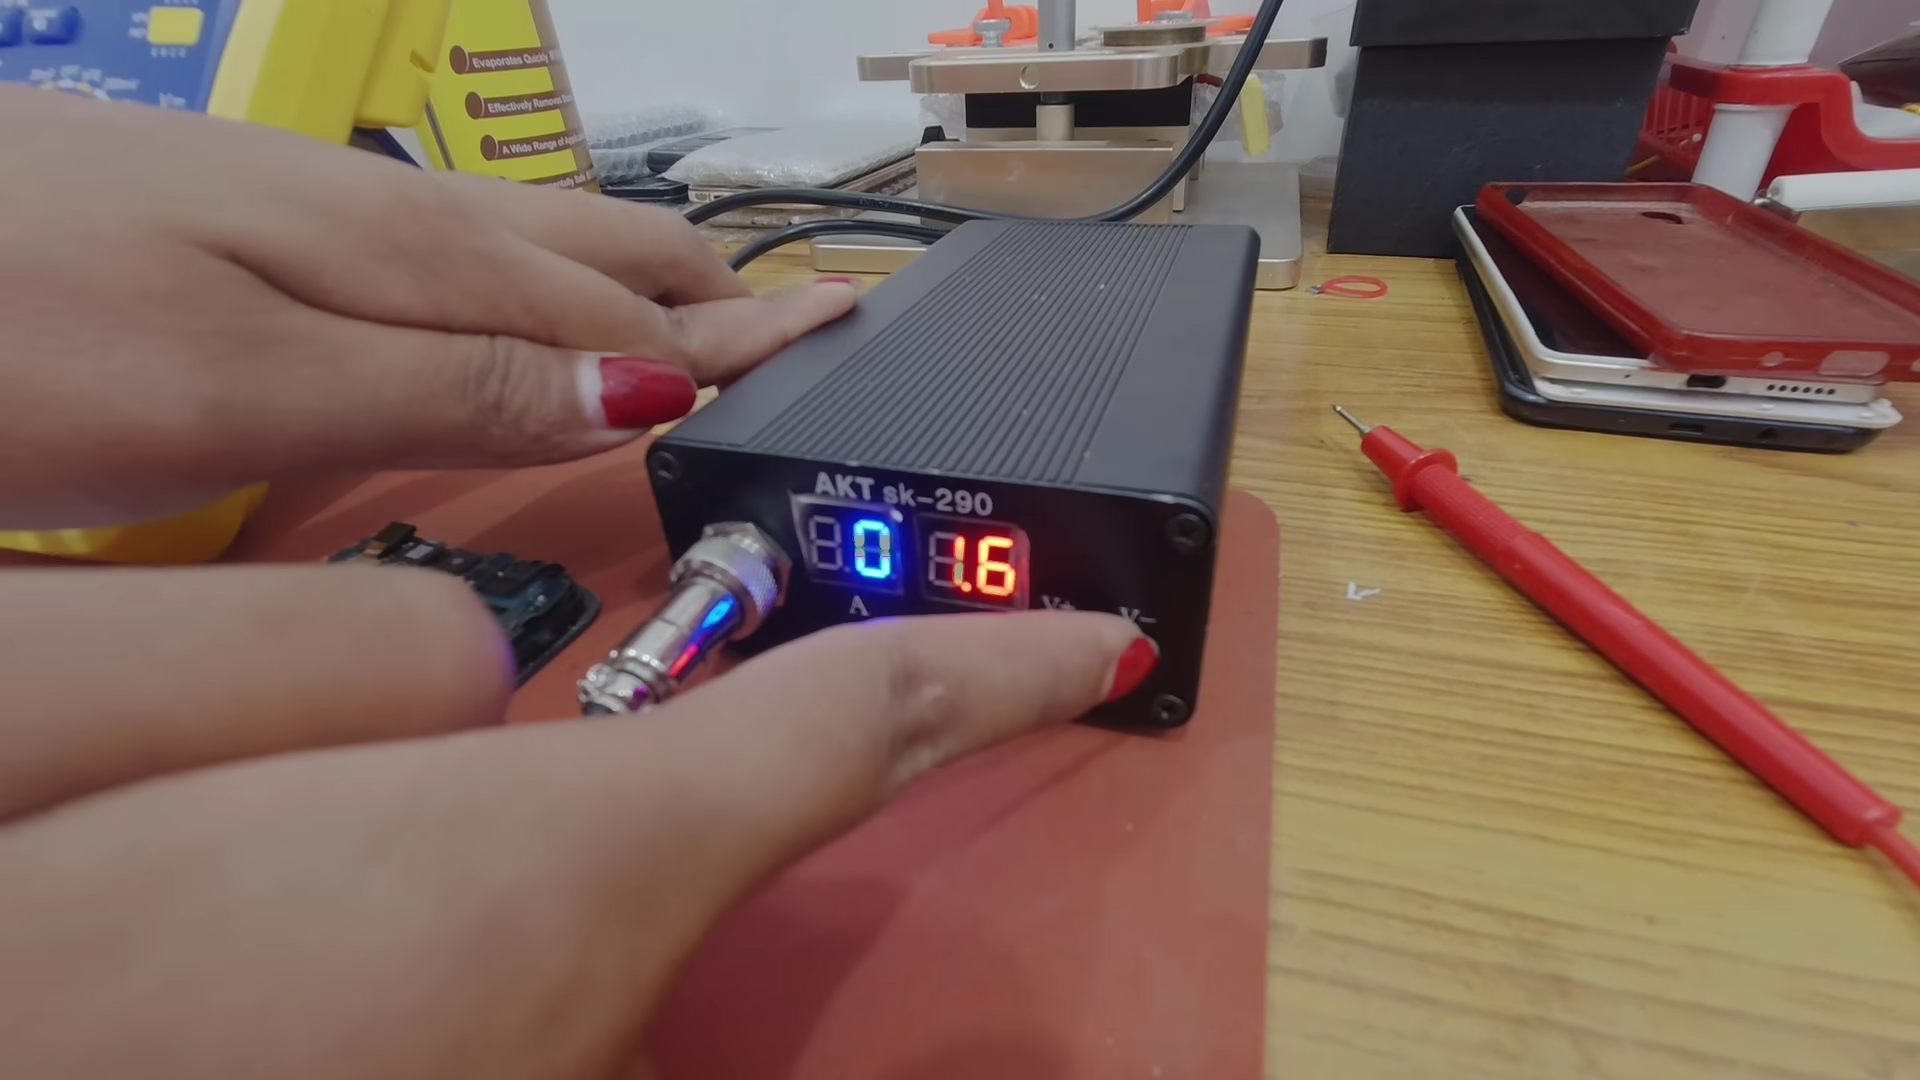 Evaporates Quickly
Effectively Removes
A Wide Range of
AKT sk-290
0
1.6
A
V+
V-